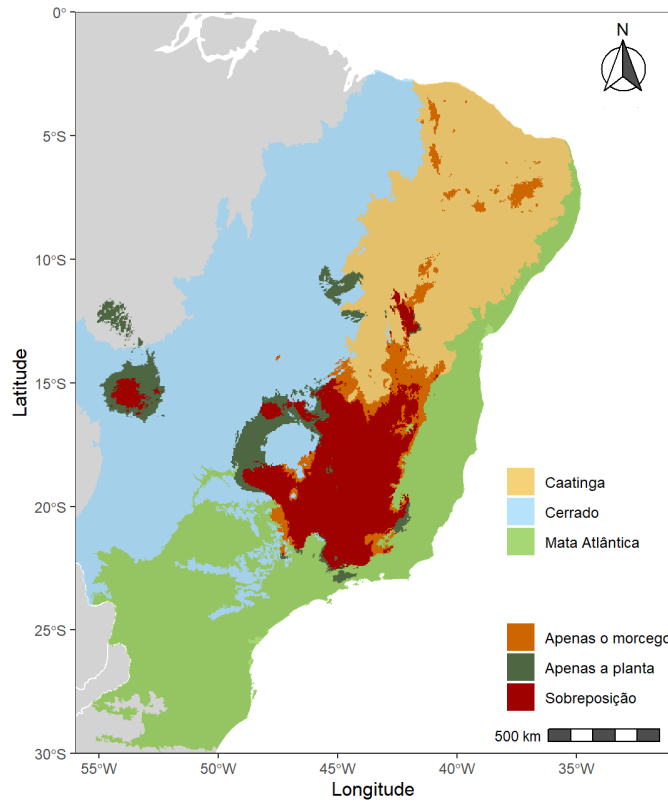 0°
N
5°S
10°S
Latitude
15°S
20°S
25°S
30°S
Caatinga
Cerrado
Mata Atlântica
Apenas o morcego
Apenas a planta
Sobreposição
500 km
55°W 50°W 45°W 40°W 35°W
Longitude